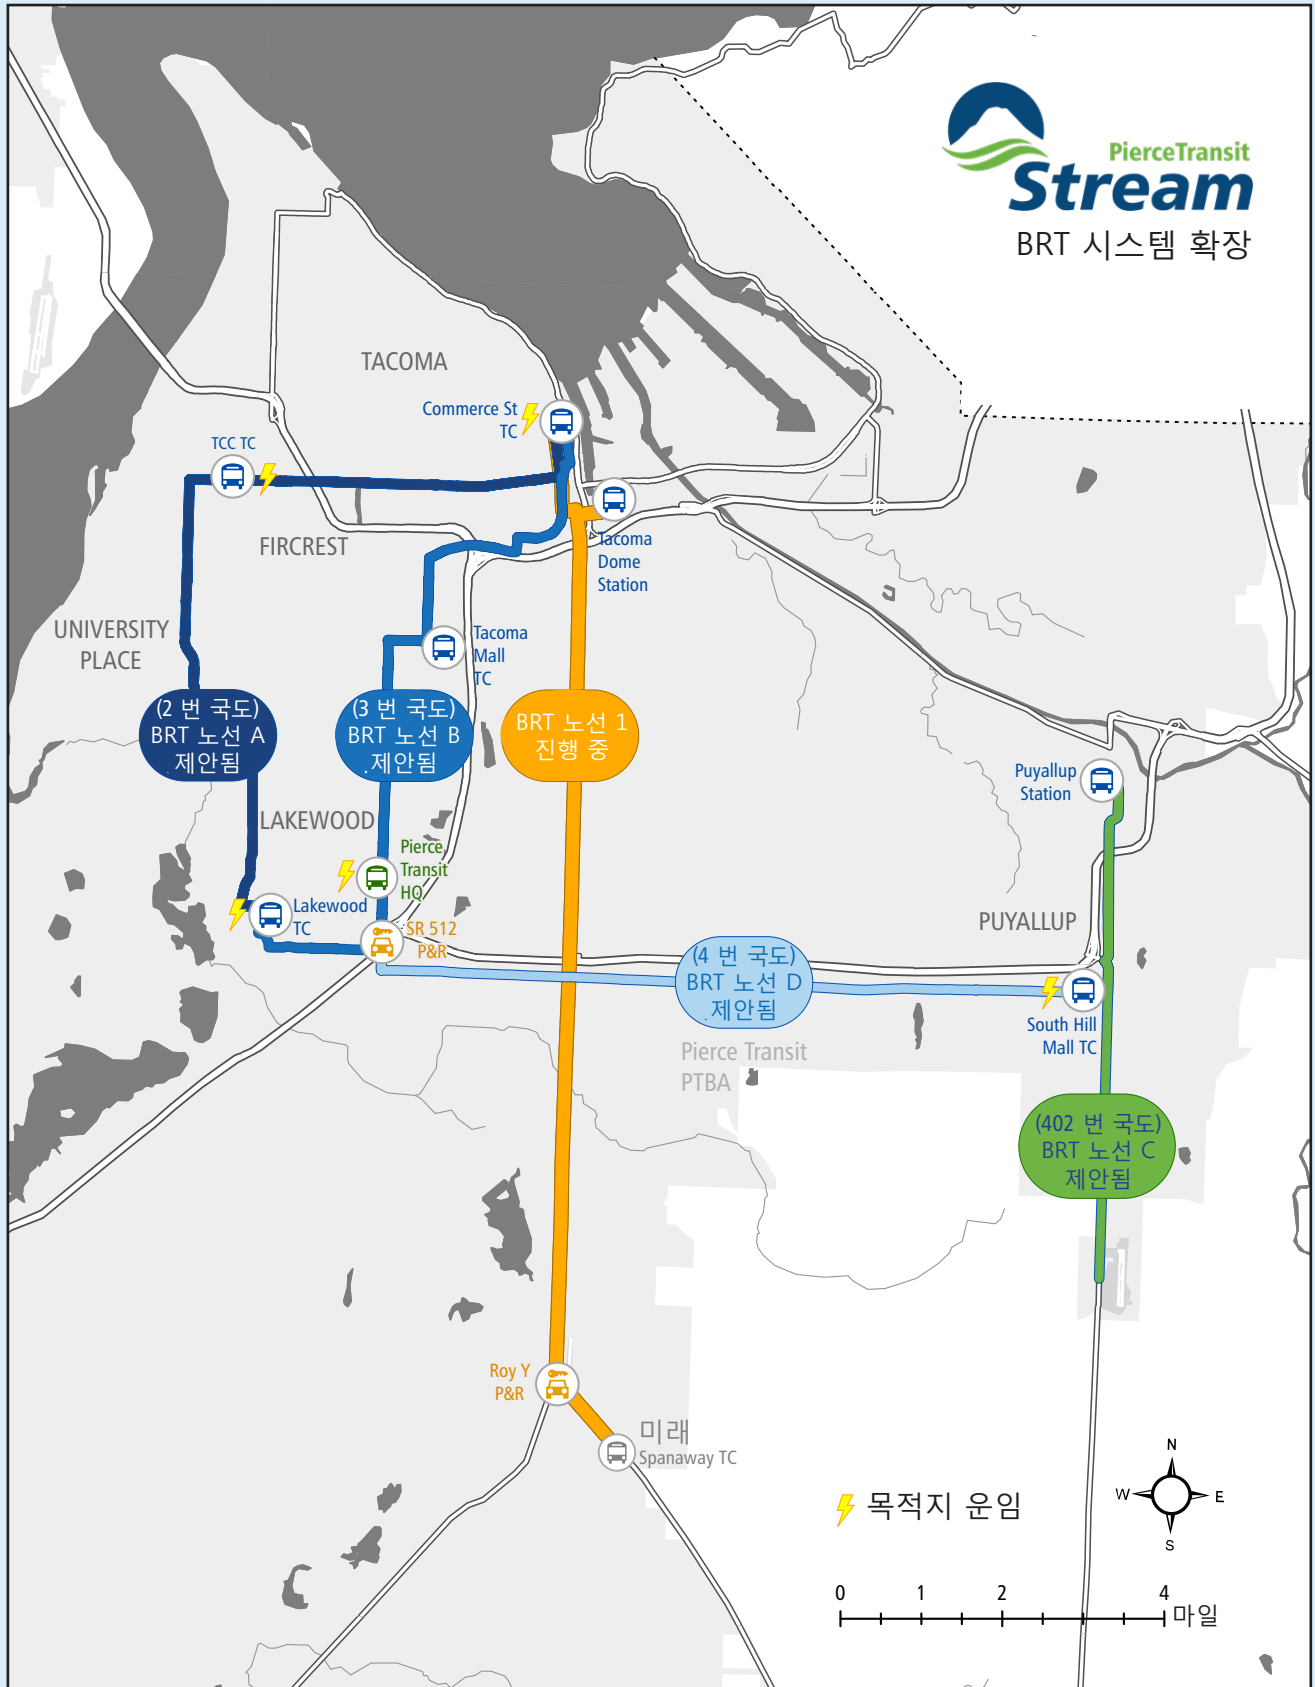 PierceTransit
Stream
BRT 시스템 확장
TACOMA
Commerce St
TC
TCC TC
FIRCREST
Tacoma
Dome
Station
UNIVERSITY
PLACE
Tacoma
Mall
TC
(2 번 국도)
BRT 노선 A
제안됨
(3 번 국도)
BRT 노선 B
.제안됨
BRT 노선 1
진행 중
Puyallup
Station
LAKEWOOD
Pierce
Transit
HQ
Lakewood
TC
SR 512
P&R
PUYALLUP
(4 번 국도)
BRT 노선 D
.제안됨
South Hill
Mall TC
Pierce Transit
PTBA
(402 번 국도)
BRT 노선 C
제안됨
Roy Y
P&R
미래
Spanaway TC
목적지 운임
N
W E
S
0 1 2 4
마일